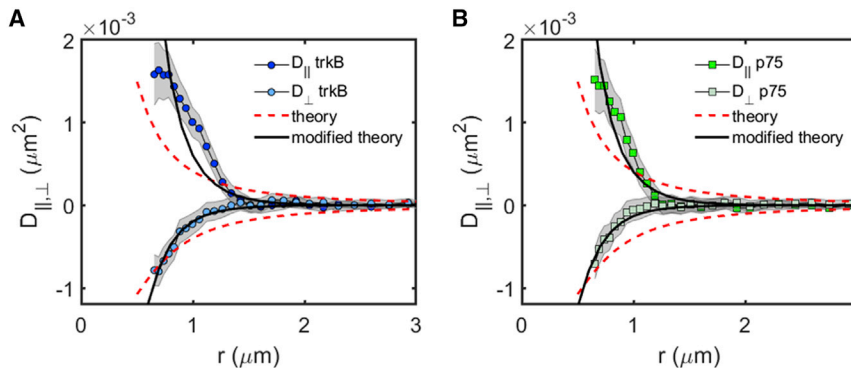 A
×10⁻³
2
1
0
-1
D∥,⊥ (μm²)
D∥ trkB
D⊥ trkB
theory
modified theory
0 1 2 3
r (μm)
B
×10⁻³
2
1
0
-1
D∥,⊥ (μm²)
D∥ p75
D⊥ p75
theory
modified theory
0 1 2
r (μm)